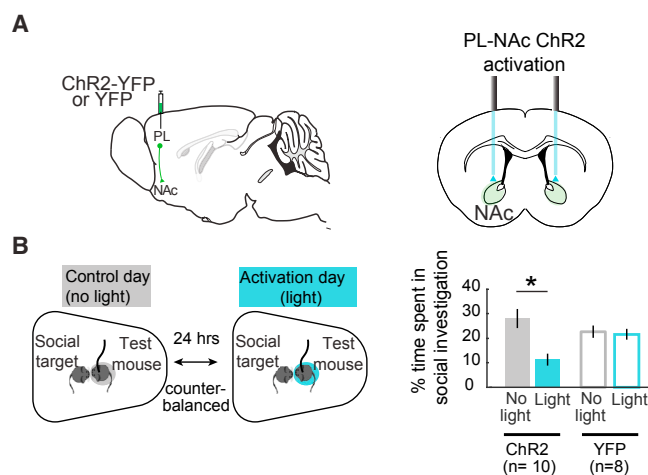 A
ChR2-YFP
or YFP
PL
NAc
PL-NAc ChR2
activation
NAc
B
Control day
(no light)
Social
target
Test
mouse
24 hrs
counter-
balanced
Activation day
(light)
Social
target
Test
mouse
% time spent in
social investigation
40
30
20
10
0
*
No
light
Light
No
light
Light
ChR2
(n= 10)
YFP
(n=8)